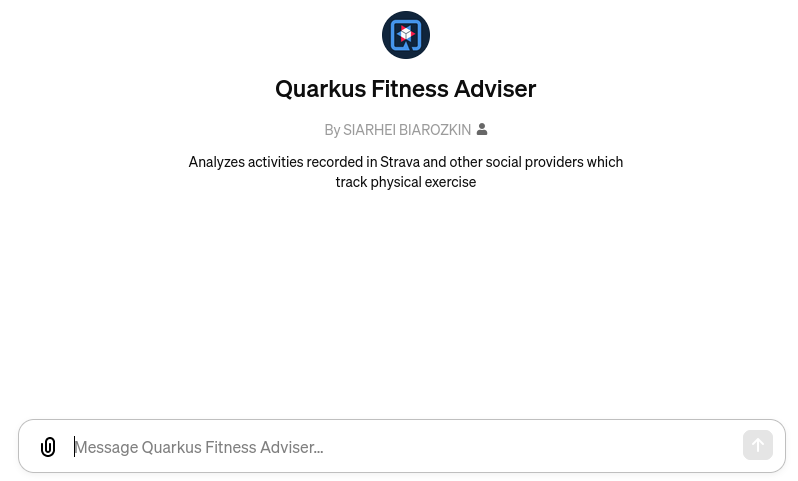 Quarkus Fitness Adviser
By SIARHEI BIAROZKIN
Analyzes activities recorded in Strava and other social providers which
track physical exercise
Message Quarkus Fitness Adviser...